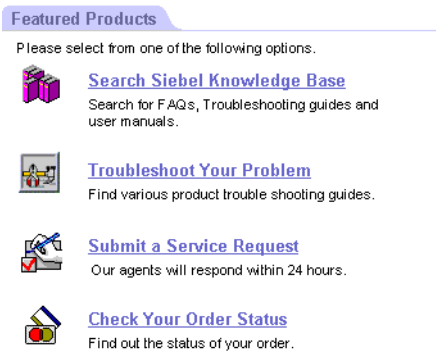 Featured Products
Please select from one of the following options.
Search Siebel Knowledge Base
Search for FAQs, Troubleshooting guides and
user manuals.
Troubleshoot Your Problem
Find various product trouble shooting guides.
Submit a Service Request
Our agents will respond within 24 hours.
Check Your Order Status
Find out the status of your order.